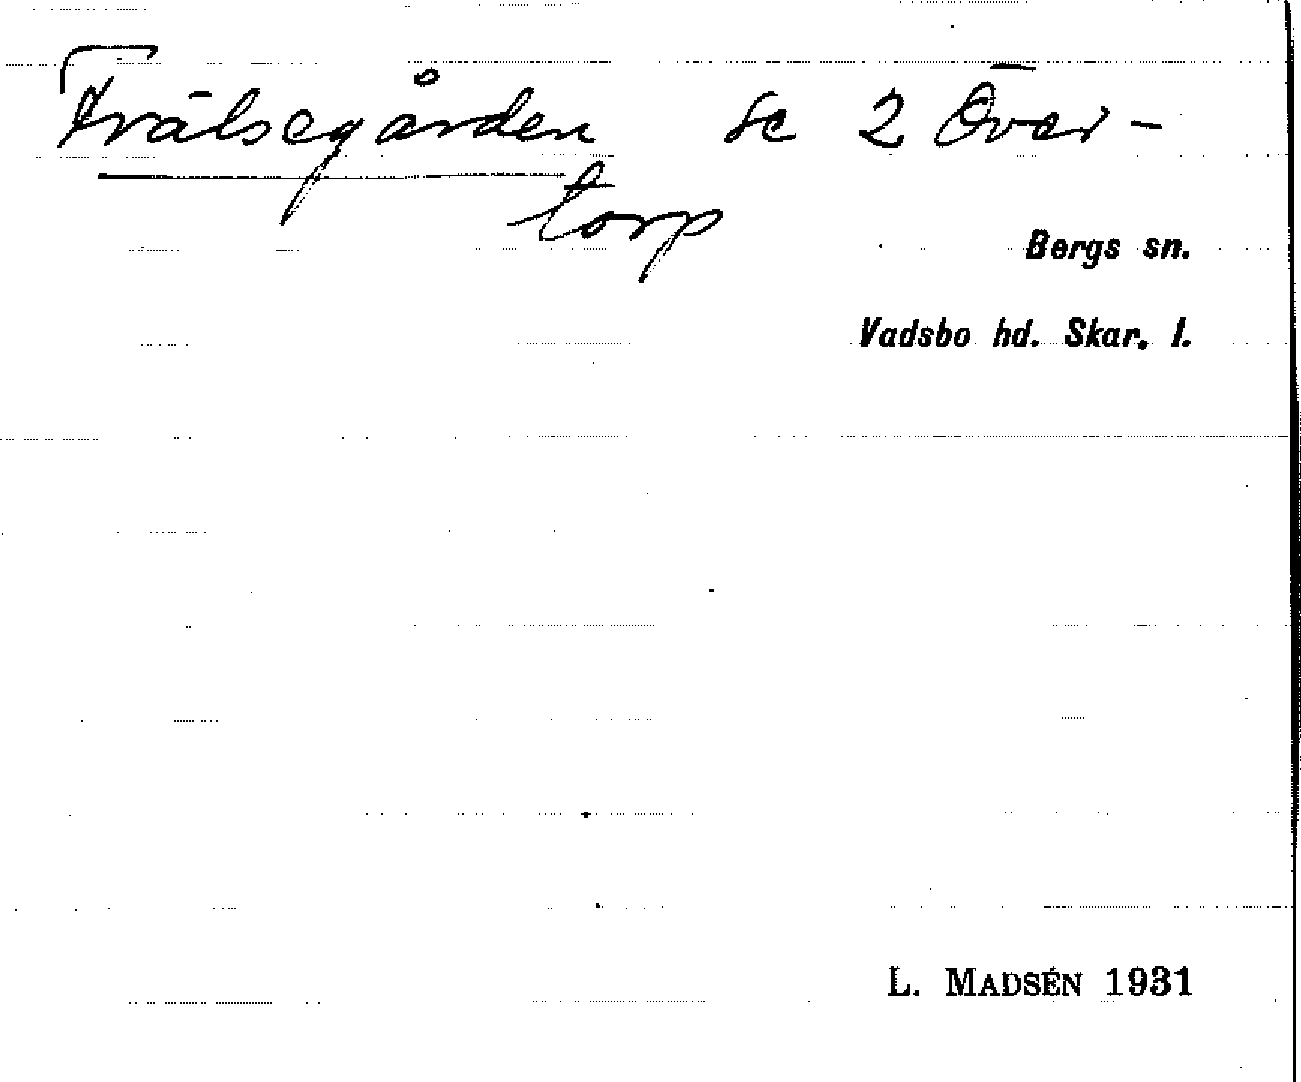 Frälsegården se 2 Över-
torp
Bergs sn.
Vadsbo hd. Skar. l.
L. MADSÉN 1931